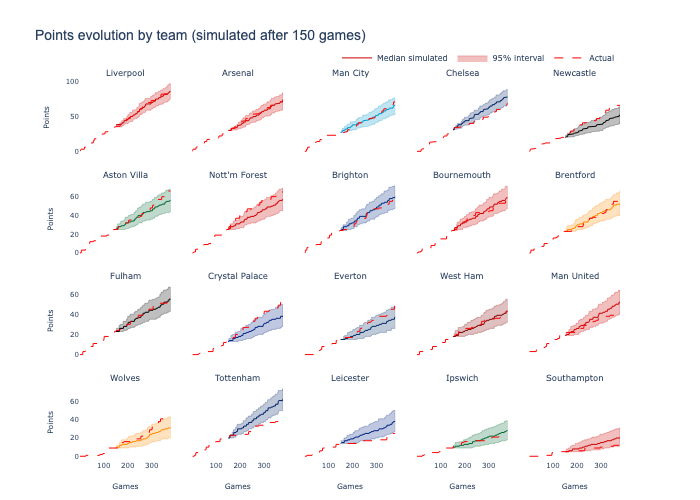 Points evolution by team (simulated after 150 games)
Median simulated 95% interval Actual
Liverpool Arsenal Man City Chelsea Newcastle
100
50
0
Points
Aston Villa Nott'm Forest Brighton Bournemouth Brentford
60
40
20
0
Points
Fulham Crystal Palace Everton West Ham Man United
60
40
20
0
Points
Wolves Tottenham Leicester Ipswich Southampton
60
40
20
0
Points
100 200 300 100 200 300 100 200 300 100 200 300 100 200 300
Games Games Games Games Games